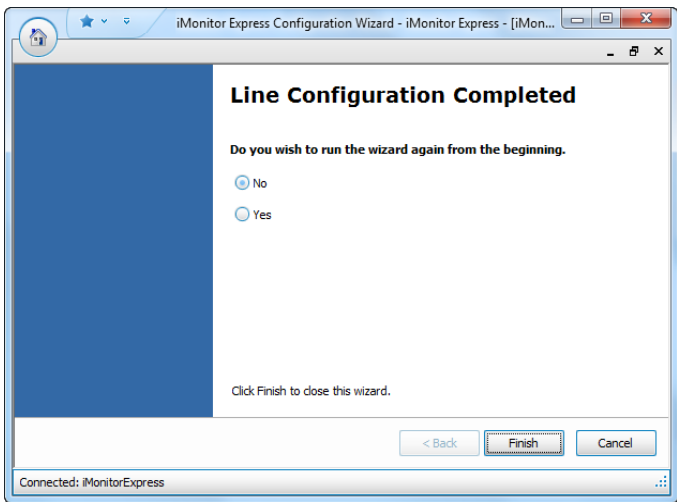 iMonitor Express Configuration Wizard - iMonitor Express - [iMon...
Line Configuration Completed
Do you wish to run the wizard again from the beginning.
No
Yes
Click Finish to close this wizard.
< Back Finish Cancel
Connected: iMonitorExpress